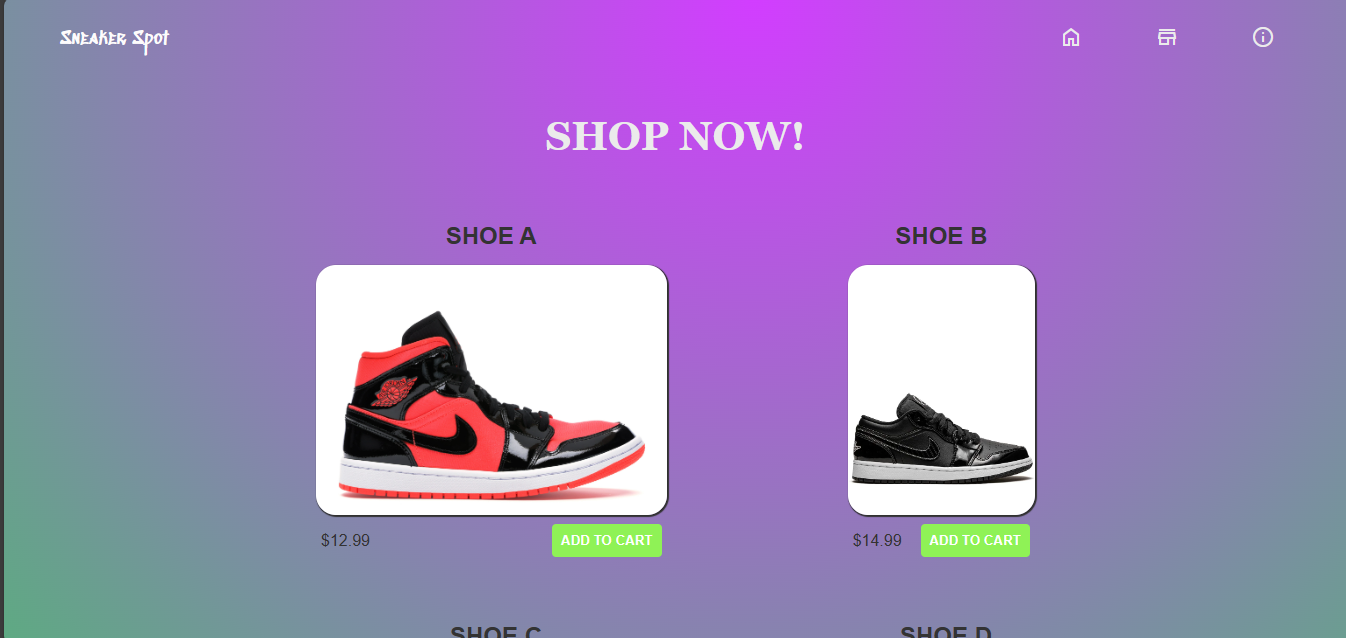 Sneaker Spot
SHOP NOW!
SHOE A
SHOE B
$12.99
ADD TO CART
$14.99
ADD TO CART
SHOE C
SHOE D